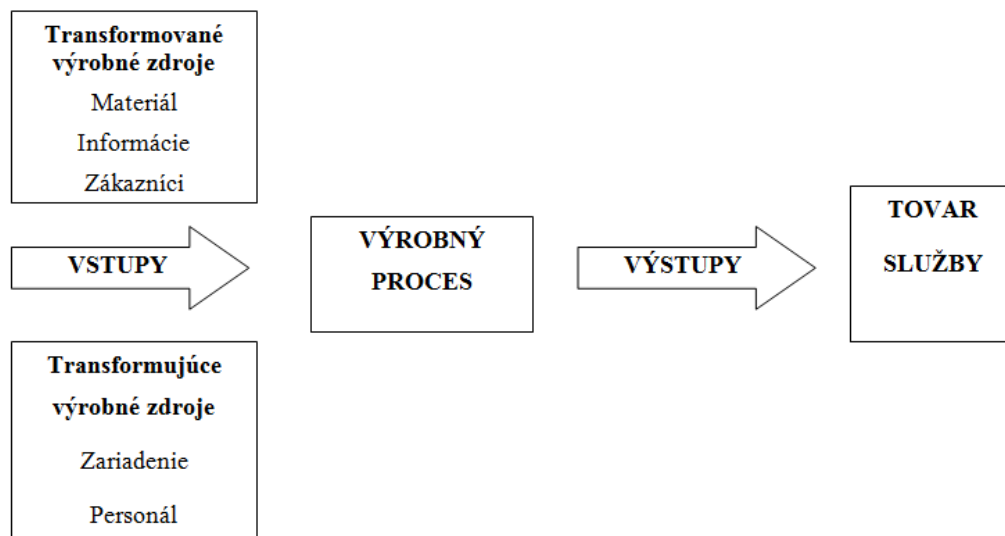 Transformované
výrobné zdroje
Materiál
Informácie
Zákazníci
VSTUPY
Transformujúce
výrobné zdroje
Zariadenie
Personál
VÝROBNÝ
PROCES
VÝSTUPY
TOVAR
SLUŽBY